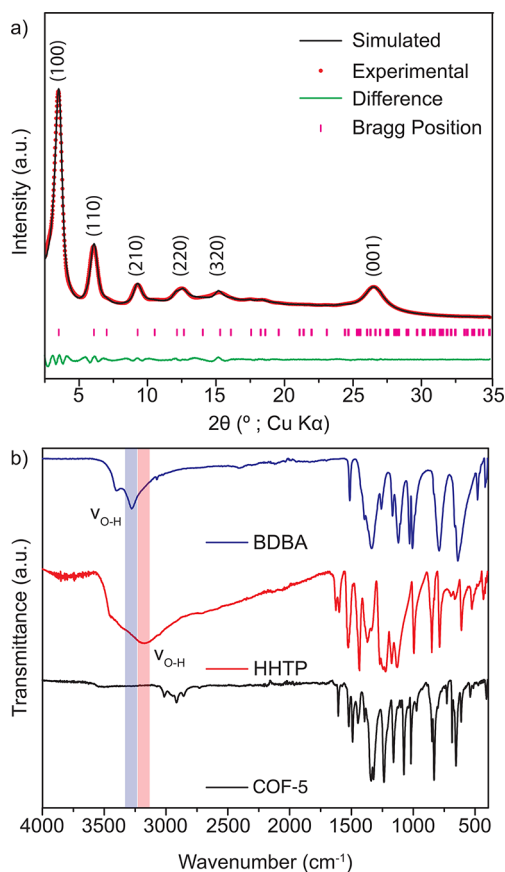 a)
Simulated
Experimental
Difference
Bragg Position
(100)
(110)
(210)
(220)
(320)
(001)
Intensity (a.u.)
5 10 15 20 25 30 35
2θ (º ; Cu Kα)
b)
νO-H
BDBA
νO-H
HHTP
COF-5
Transmittance (a.u.)
4000 3500 3000 2500 2000 1500 1000 500
Wavenumber (cm-1)